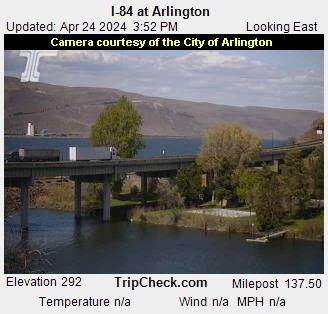 I-84 at Arlington
Updated: Apr 24 2024 3:52 PM Looking East
Camera courtesy of the City of Arlington
Elevation 292 TripCheck.com Milepost 137.50
Temperature n/a Wind n/a MPH n/a